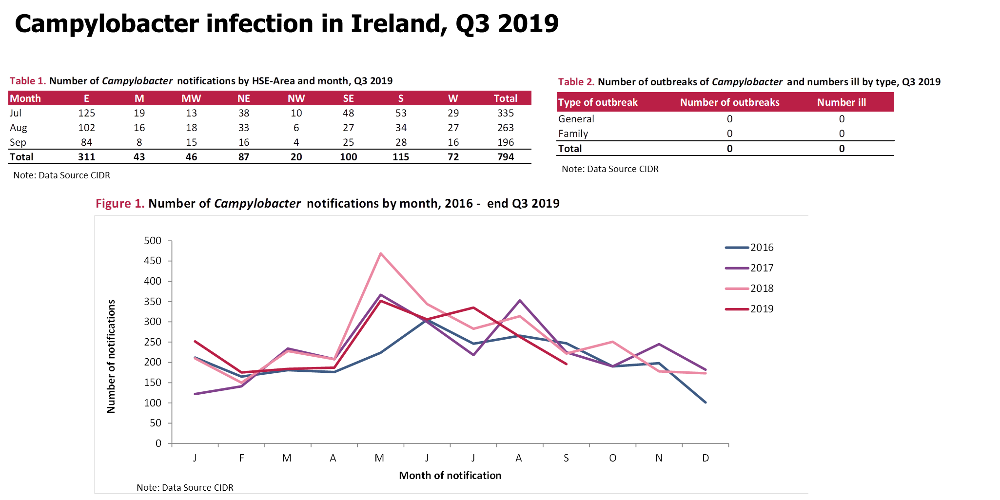 Campylobacter infection in Ireland, Q3 2019
Table 1. Number of Campylobacter notifications by HSE-Area and month, Q3 2019
Month E M MW NE NW SE S W Total
Jul 125 19 13 38 10 48 53 29 335
Aug 102 16 18 33 6 27 34 27 263
Sep 84 8 15 16 4 25 28 16 196
Total 311 43 46 87 20 100 115 72 794
Note: Data Source CIDR
Table 2. Number of outbreaks of Campylobacter and numbers ill by type, Q3 2019
Type of outbreak Number of outbreaks Number ill
General 0 0
Family 0 0
Total 0 0
Note: Data Source CIDR
Figure 1. Number of Campylobacter notifications by month, 2016 - end Q3 2019
Number of notifications
500
450
400
350
300
250
200
150
100
50
0
J F M A M J J A S O N D
Month of notification
2016
2017
2018
2019
Note: Data Source CIDR